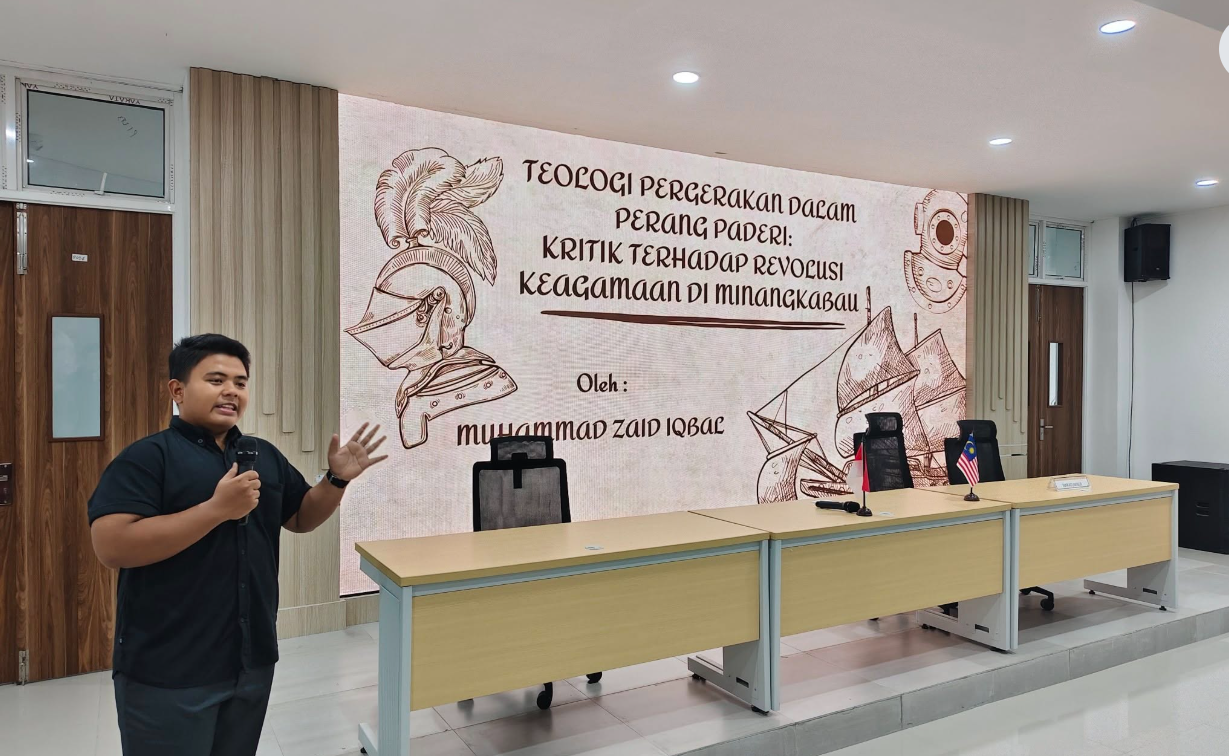 TEOLOGI PERGERAKAN DALAM
PERANG PADERI:
KRITIK TERHADAP REVOLUSI
KEAGAMAAN DI MINANGKABAU
Oleh :
MUHAMMAD ZAID IQBAL